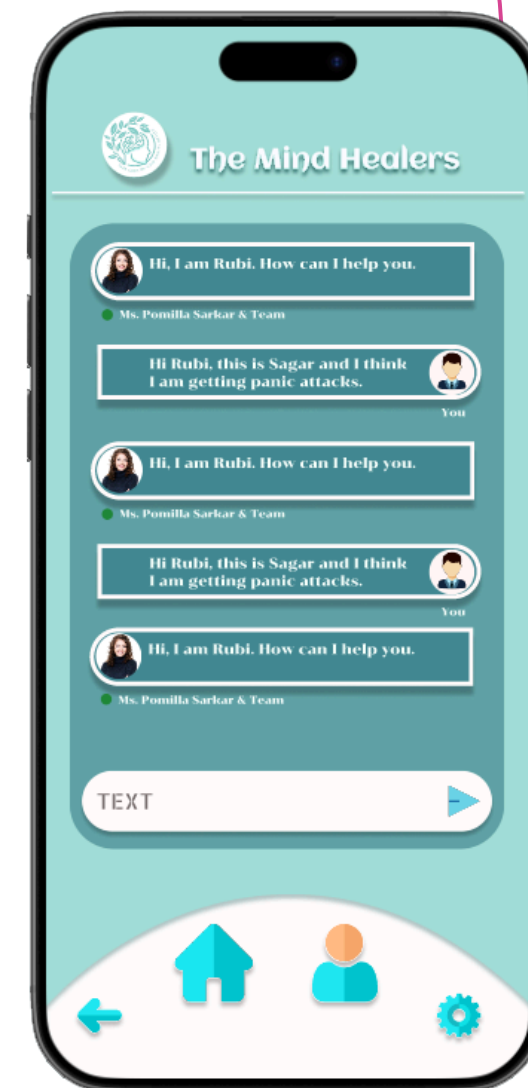 The Mind Healers
Hi, I am Rubi. How can I help you.
Ms. Pomilla Sarkar & Team
Hi Rubi, this is Sagar and I think
I am getting panic attacks.
You
Hi, I am Rubi. How can I help you.
Ms. Pomilla Sarkar & Team
Hi Rubi, this is Sagar and I think
I am getting panic attacks.
You
Hi, I am Rubi. How can I help you.
Ms. Pomilla Sarkar & Team
TEXT